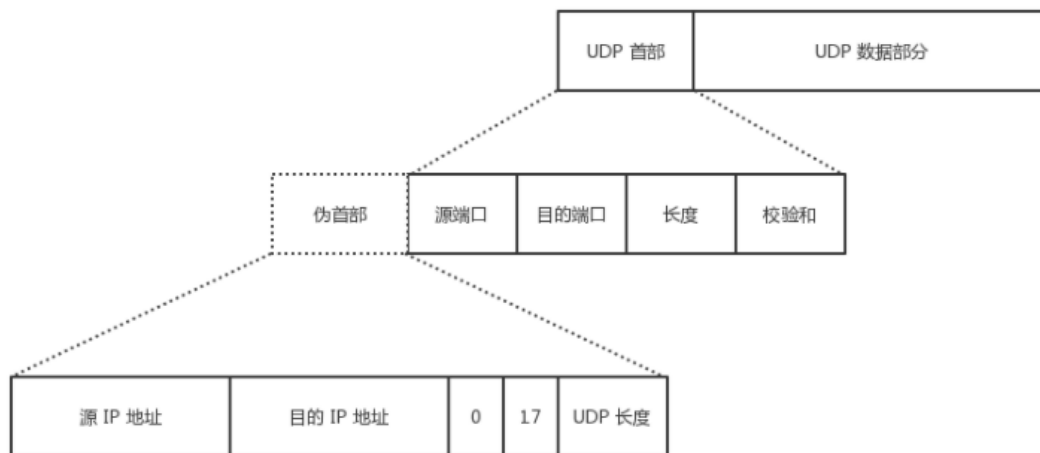 UDP 首部
UDP 数据部分
伪首部
源端口
目的端口
长度
校验和
源 IP 地址
目的 IP 地址
0
17
UDP 长度